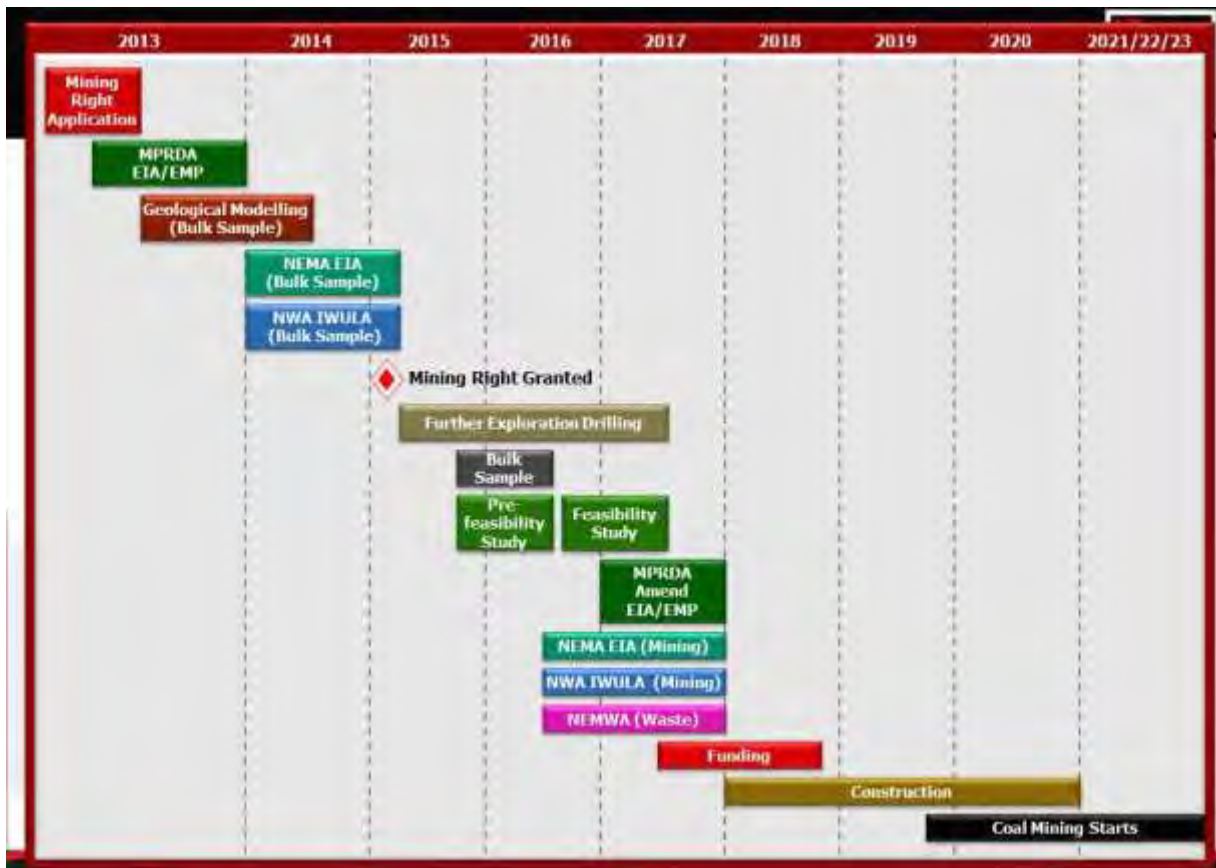 2013 2014 2015 2016 2017 2018 2019 2020 2021/22/23
Mining
Right
Application
MPRDA
EIA/EMP
Geological Modelling
(Bulk Sample)
NEMA EIA
(Bulk Sample)
NWA IWULA
(Bulk Sample)
Mining Right Granted
Further Exploration Drilling
Bulk
Sample
Pre-
feasibility
Study
Feasibility
Study
MPRDA
Amend
EIA/EMP
NEMA EIA (Mining)
NWA IWULA (Mining)
NEMWA (Waste)
Funding
Construction
Coal Mining Starts